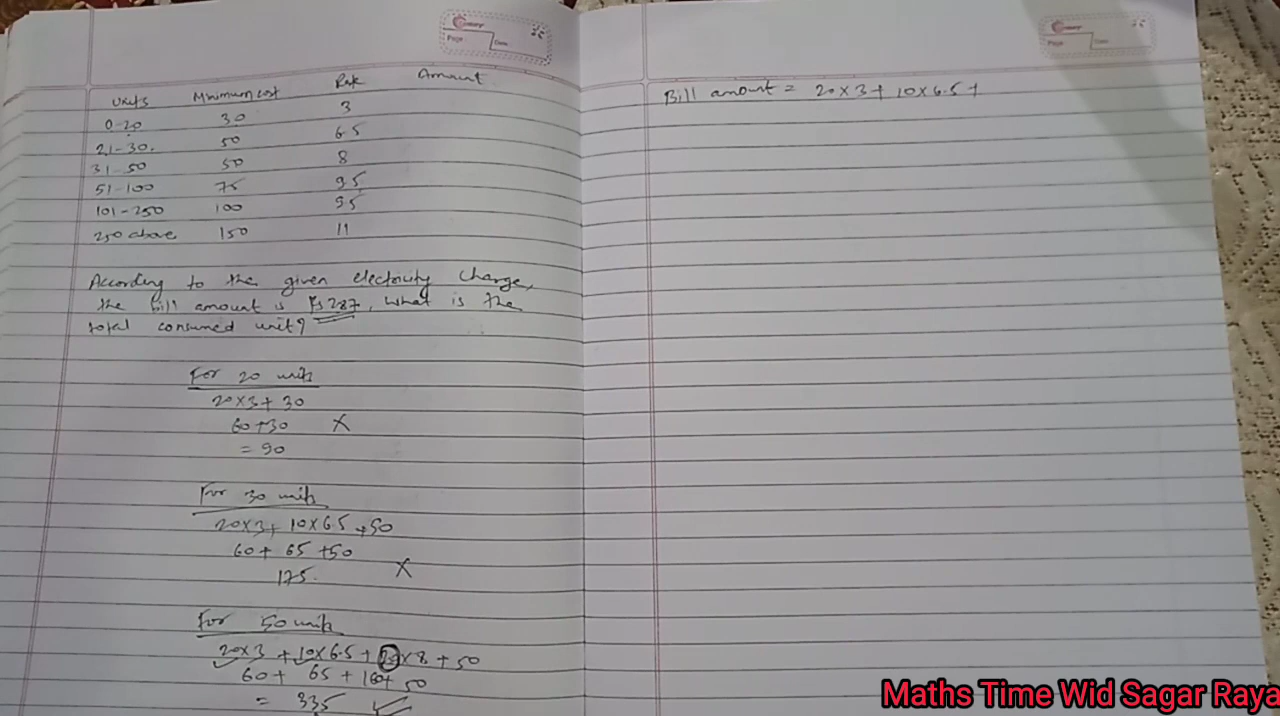 Units Minimum cost Rate Amount
0-20 30 3
21-30. 50 6.5
31-50 50 8
51-100 75 9.5
101-250 100 9.5
250 above 150 11
According to the given electricity charge,
the bill amount is Rs 287, what is the
total consumed unit?
For 20 units
20×3+30
60+30 ×
=90
For 30 units
20×3+ 10×6.5 +50
60+ 65 +50
175. ×
For 50 units
20×3 +10×6.5+20×8+50
60+ 65+160+50
= 335 ✓
Page Date
Bill amount = 20×3+ 10×6.5+
Page Date
Maths Time Wid Sagar Raya